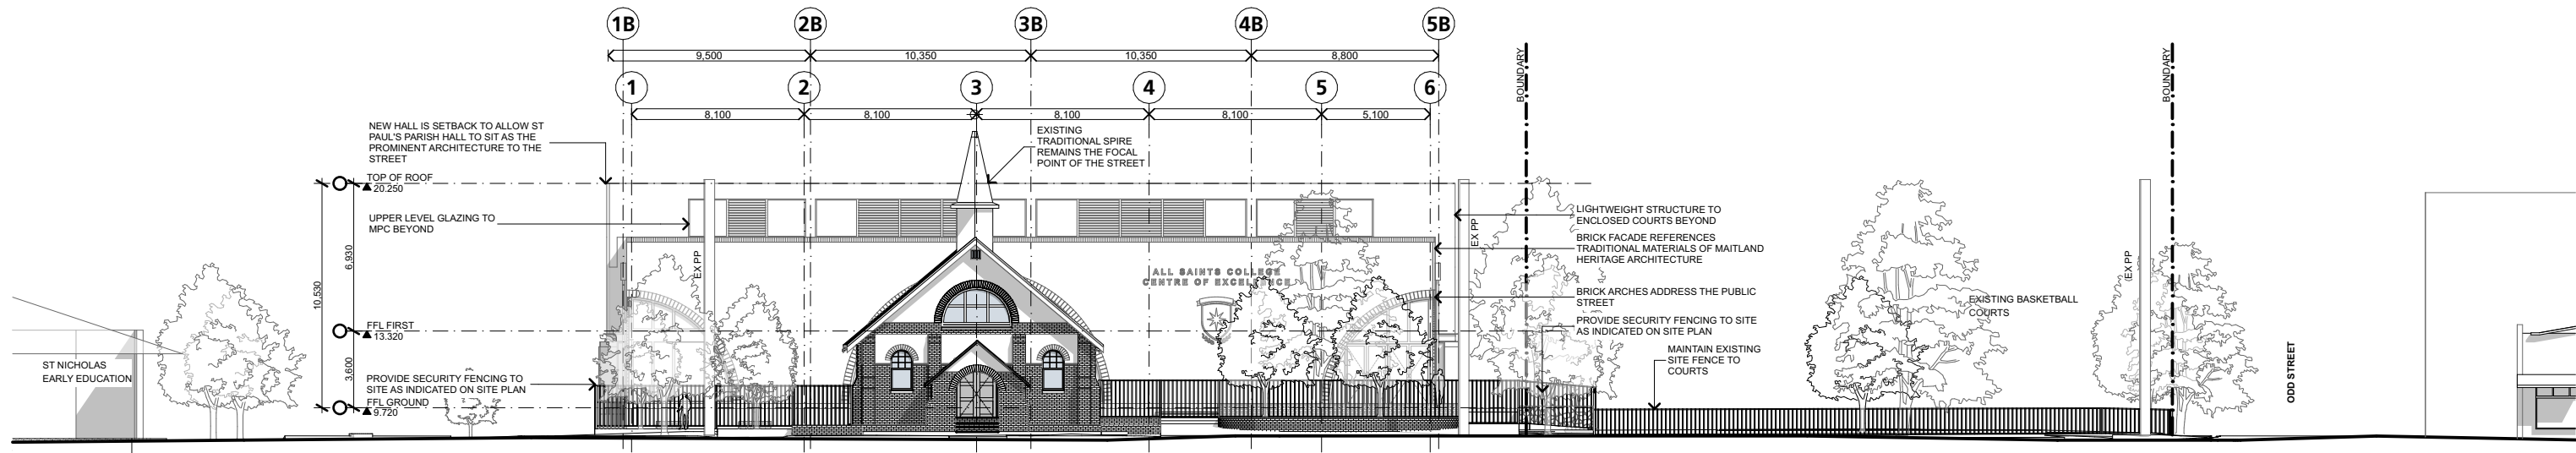 1B
2B
3B
4B
5B
9,500
10,350
10,350
8,800
1
2
3
4
5
6
8,100
8,100
8,100
8,100
5,100
BOUNDARY
BOUNDARY
NEW HALL IS SETBACK TO ALLOW ST
PAUL'S PARISH HALL TO SIT AS THE
PROMINENT ARCHITECTURE TO THE
STREET
EXISTING
TRADITIONAL SPIRE
REMAINS THE FOCAL
POINT OF THE STREET
TOP OF ROOF
20.250
UPPER LEVEL GLAZING TO
MPC BEYOND
LIGHTWEIGHT STRUCTURE TO
ENCLOSED COURTS BEYOND
BRICK FACADE REFERENCES
TRADITIONAL MATERIALS OF MAITLAND
HERITAGE ARCHITECTURE
BRICK ARCHES ADDRESS THE PUBLIC
STREET
PROVIDE SECURITY FENCING TO SITE
AS INDICATED ON SITE PLAN
MAINTAIN EXISTING
SITE FENCE TO
COURTS
EX PP
EX PP
(EX PP
10,530
6,930
3,600
ALL SAINTS COLLEGE
CENTRE OF EXCELLENCE
EXISTING BASKETBALL
COURTS
FFL FIRST
13.320
ST NICHOLAS
EARLY EDUCATION
PROVIDE SECURITY FENCING TO
SITE AS INDICATED ON SITE PLAN
FFL GROUND
9.720
ODD STREET